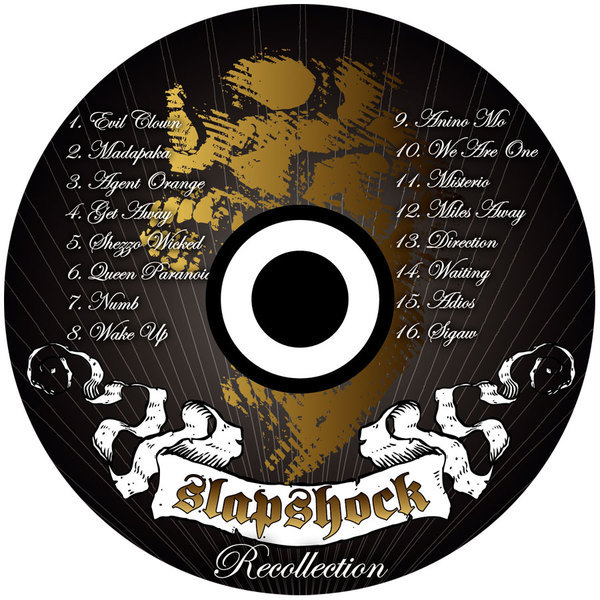 1. Evil Clown
2. Madapaka
3. Agent Orange
4. Get Away
5. Shezzo Wicked
6. Queen Paranoia
7. Numb
8. Wake Up
9. Anino Mo
10. We Are One
11. Misterio
12. Miles Away
13. Direction
14. Waiting
15. Adios
16. Sigaw
slapshock
Recollection